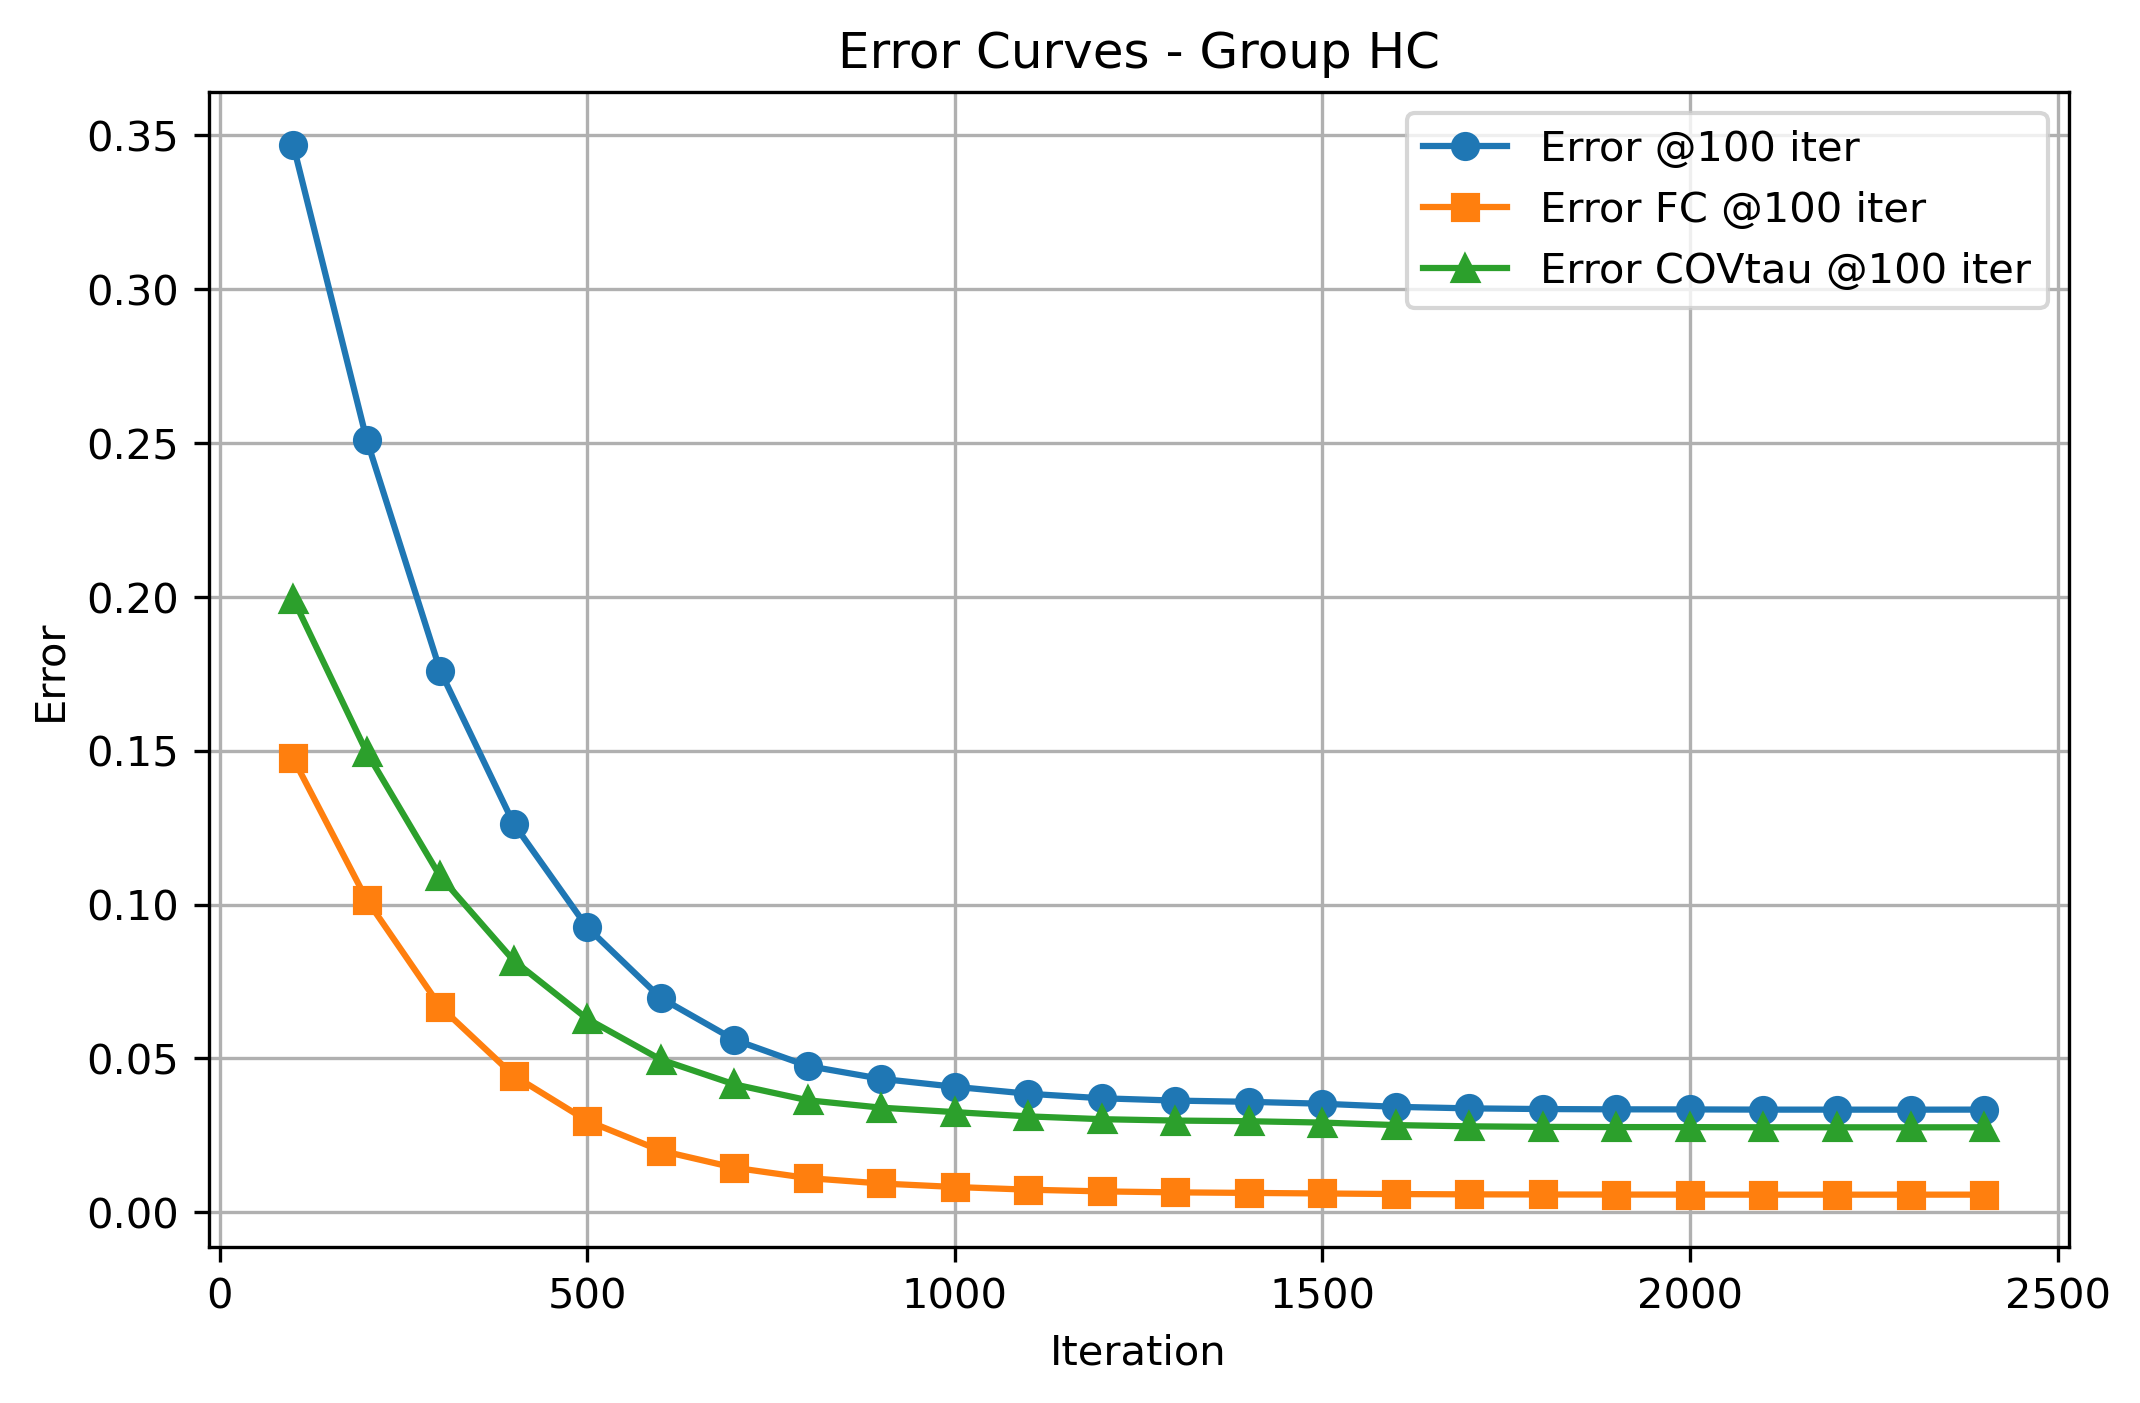 Error Curves - Group HC
Error @100 iter
Error FC @100 iter
Error COVtau @100 iter
Error
0.35
0.30
0.25
0.20
0.15
0.10
0.05
0.00
0 500 1000 1500 2000 2500
Iteration